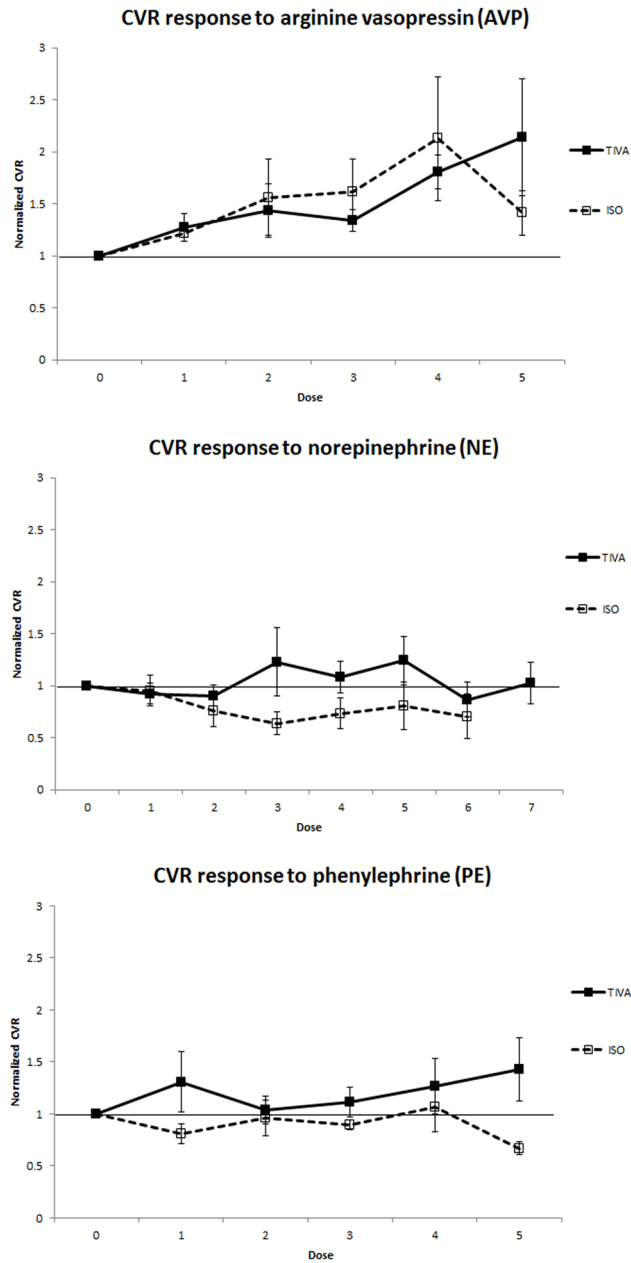 CVR response to arginine vasopressin (AVP)
3
2.5
2
1.5
1
0.5
0
Normalized CVR
0 1 2 3 4 5
Dose
TIVA
ISO
CVR response to norepinephrine (NE)
3
2.5
2
1.5
1
0.5
0
Normalized CVR
0 1 2 3 4 5 6 7
Dose
TIVA
ISO
CVR response to phenylephrine (PE)
3
2.5
2
1.5
1
0.5
0
Normalized CVR
0 1 2 3 4 5
Dose
TIVA
ISO